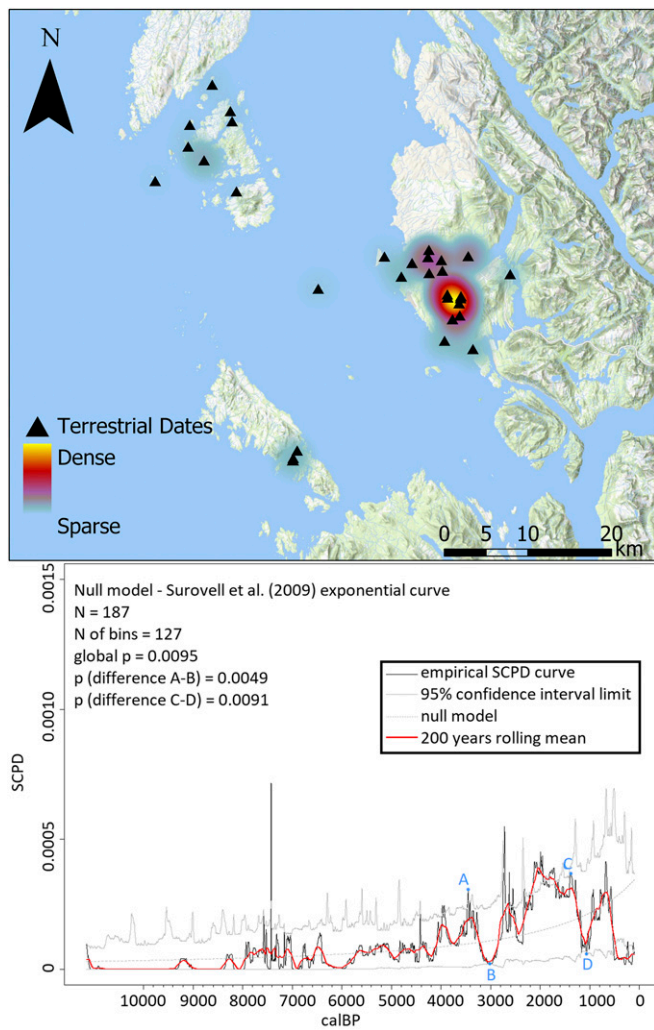 N
Terrestrial Dates
Dense
Sparse
0 5 10 20
km
0.0015
0.0010
0.0005
0
SCPD
Null model - Surovell et al. (2009) exponential curve
N = 187
N of bins = 127
global p = 0.0095
p (difference A-B) = 0.0049
p (difference C-D) = 0.0091
empirical SCPD curve
95% confidence interval limit
null model
200 years rolling mean
A
B
C
D
10000 9000 8000 7000 6000 5000 4000 3000 2000 1000 0
calBP